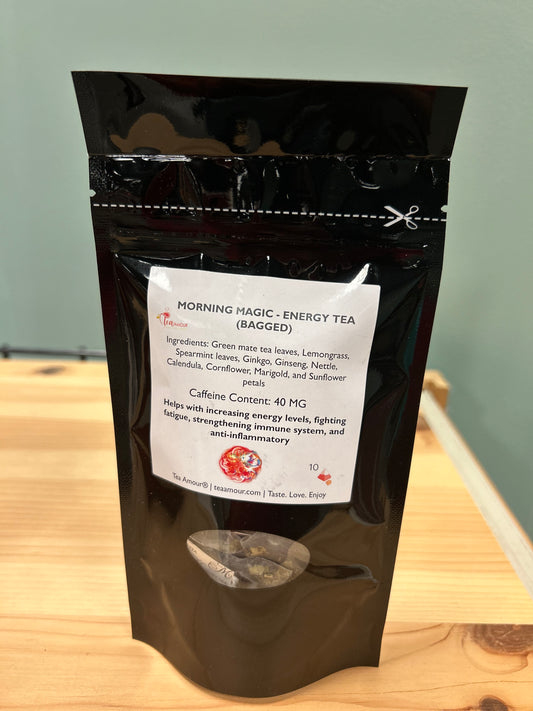 Tea Amour
MORNING MAGIC - ENERGY TEA
(BAGGED)
Ingredients: Green mate tea leaves, Lemongrass,
Spearmint leaves, Ginkgo, Ginseng, Nettle,
Calendula, Cornflower, Marigold, and Sunflower
petals
Caffeine Content: 40 MG
Helps with increasing energy levels, fighting
fatigue, strengthening immune system, and
anti-inflammatory
10
Tea Amour® | teaamour.com | Taste. Love. Enjoy